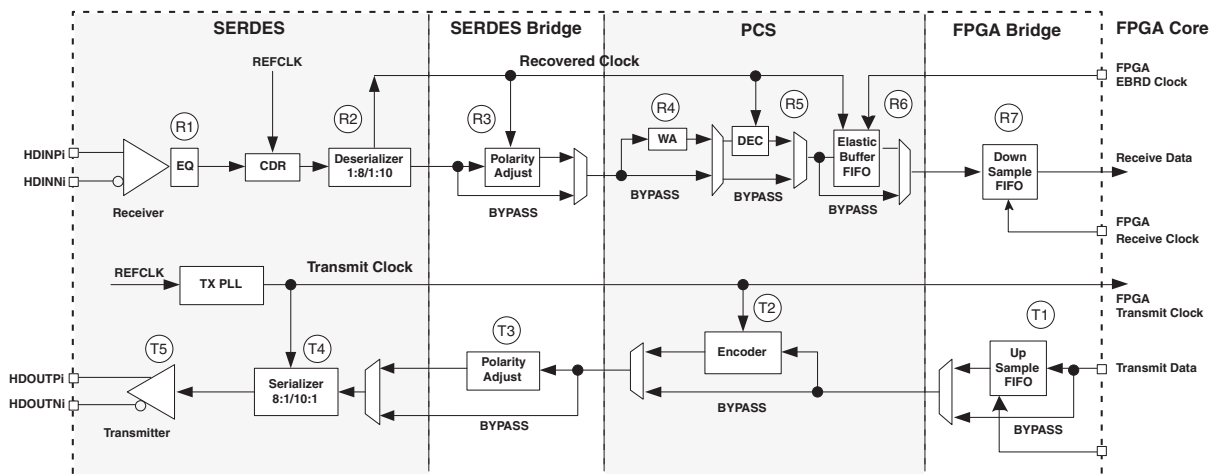 SERDES
SERDES Bridge
PCS
FPGA Bridge
FPGA Core
REFCLK
Recovered Clock
FPGA
EBRD Clock
R1
R2
R3
R4
R5
R6
R7
HDINPi
HDINNi
EQ
CDR
Deserializer
1:8/1:10
Polarity
Adjust
WA
DEC
Elastic
Buffer
FIFO
Down
Sample
FIFO
Receive Data
Receiver
BYPASS
BYPASS
BYPASS
BYPASS
FPGA
Receive Clock
REFCLK
TX PLL
Transmit Clock
FPGA
Transmit Clock
T5
T4
T3
T2
T1
HDOUTPi
HDOUTNi
Serializer
8:1/10:1
Polarity
Adjust
Encoder
Up
Sample
FIFO
Transmit Data
Transmitter
BYPASS
BYPASS
BYPASS